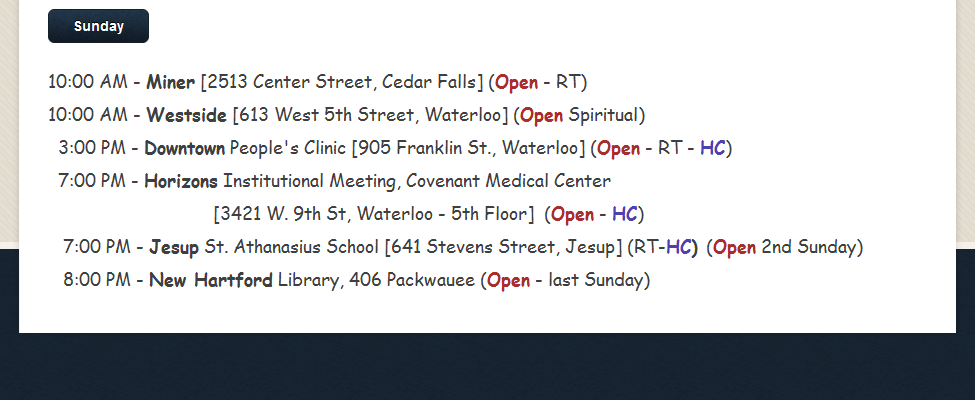 Sunday
10:00 AM - Miner [2513 Center Street, Cedar Falls] (Open - RT)
10:00 AM - Westside [613 West 5th Street, Waterloo] (Open Spiritual)
3:00 PM - Downtown People's Clinic [905 Franklin St., Waterloo] (Open - RT - HC)
7:00 PM - Horizons Institutional Meeting, Covenant Medical Center
[3421 W. 9th St, Waterloo - 5th Floor] (Open - HC)
7:00 PM - Jesup St. Athanasius School [641 Stevens Street, Jesup] (RT-HC) (Open 2nd Sunday)
8:00 PM - New Hartford Library, 406 Packwauee (Open - last Sunday)